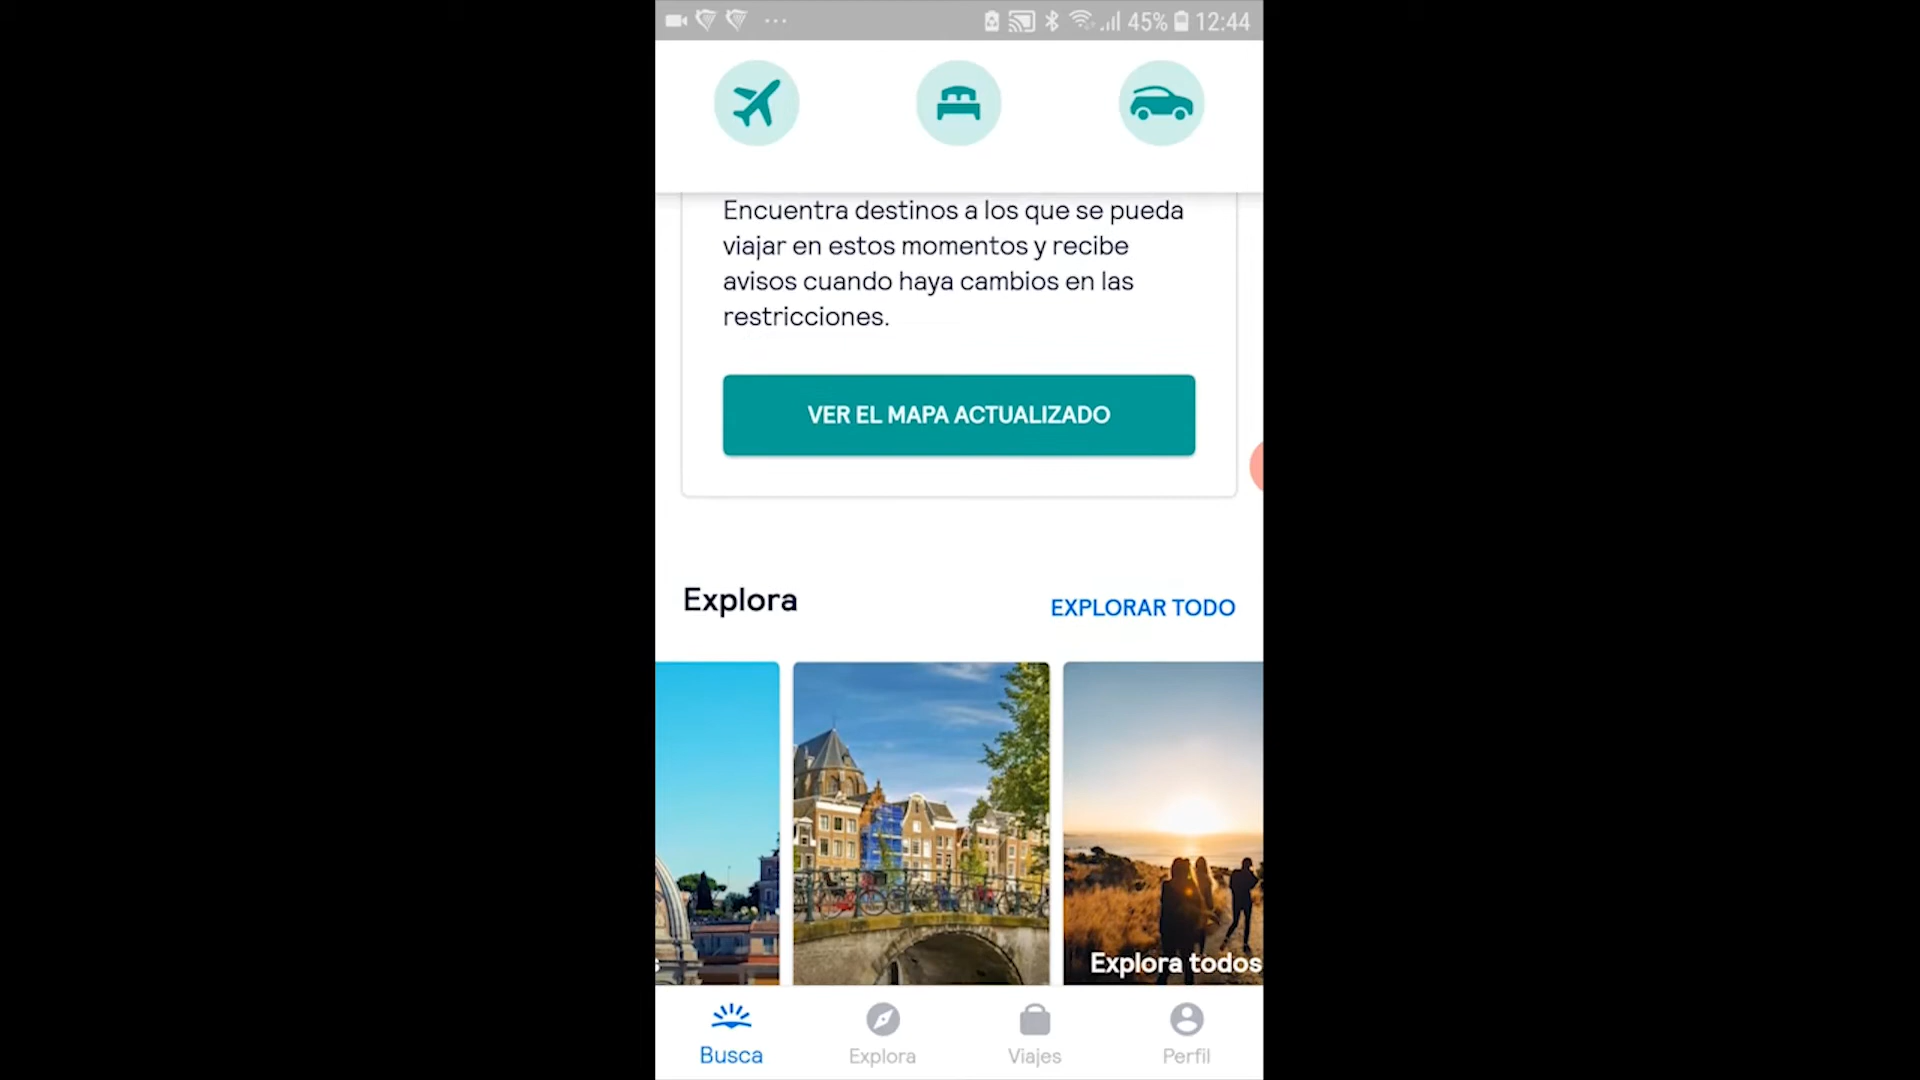 45% 12:44
Encuentra destinos a los que se pueda
viajar en estos momentos y recibe
avisos cuando haya cambios en las
restricciones.
VER EL MAPA ACTUALIZADO
Explora
EXPLORAR TODO
s
Explora todos
Busca
Explora
Viajes
Perfil